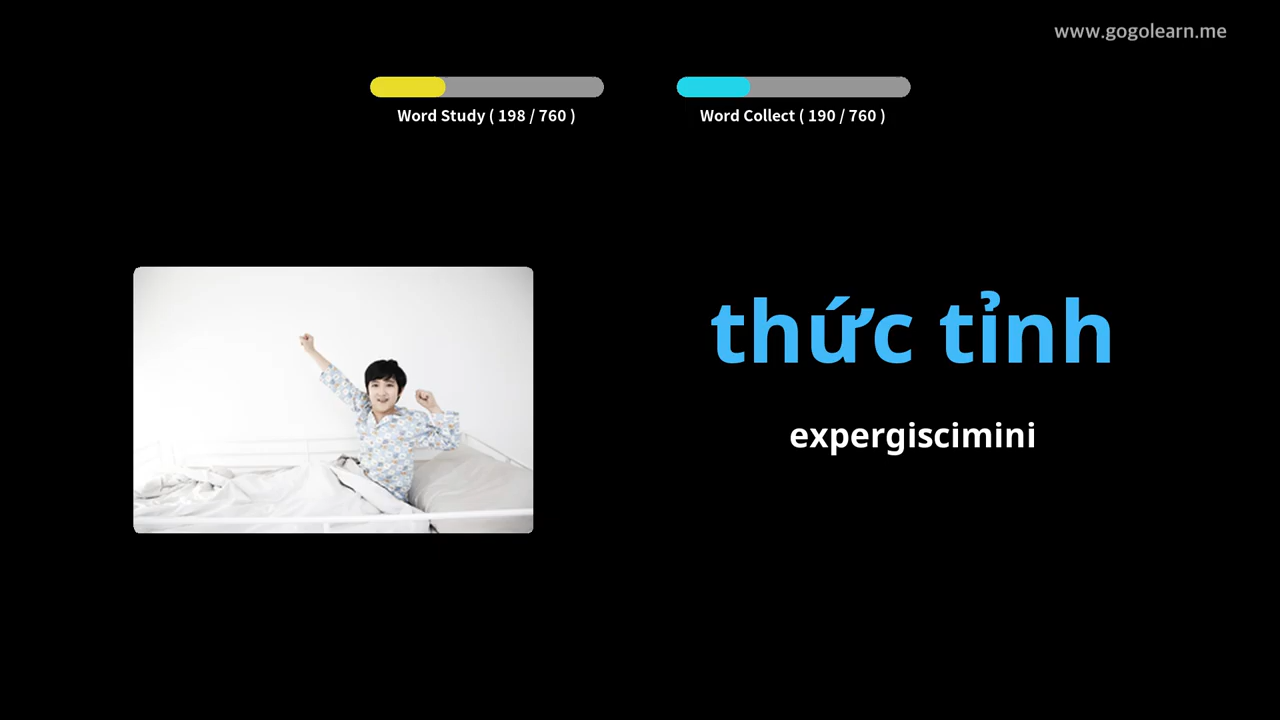 www.gogolearn.me
Word Study ( 198 / 760 )
Word Collect ( 190 / 760 )
thức tỉnh
expergiscimini